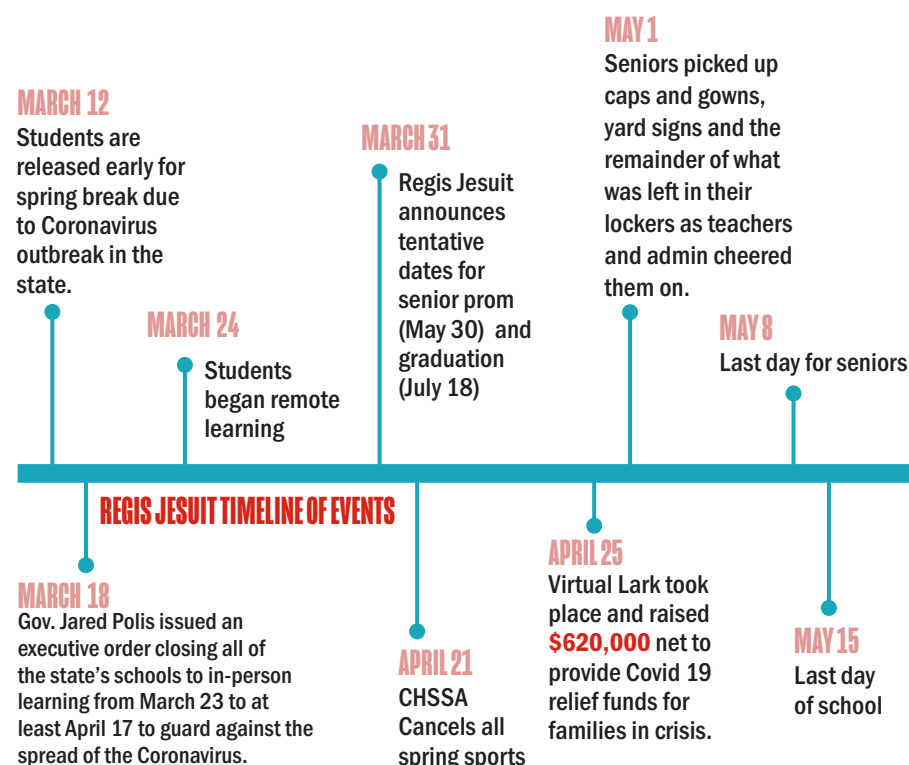 MARCH 12
Students are
released early for
spring break due
to Coronavirus
outbreak in the
state.
MARCH 24
Students
began remote
learning
MARCH 31
Regis Jesuit
announces
tentative
dates for
senior prom
(May 30) and
graduation
(July 18)
MAY 1
Seniors picked up
caps and gowns,
yard signs and the
remainder of what
was left in their
lockers as teachers
and admin cheered
them on.
MAY 8
Last day for seniors
REGIS JESUIT TIMELINE OF EVENTS
MARCH 18
Gov. Jared Polis issued an
executive order closing all of
the state's schools to in-person
learning from March 23 to at
least April 17 to guard against the
spread of the Coronavirus.
APRIL 21
CHSSA
Cancels all
spring sports
APRIL 25
Virtual Lark took
place and raised
$620,000 net to
provide Covid 19
relief funds for
families in crisis.
MAY 15
Last day
of school